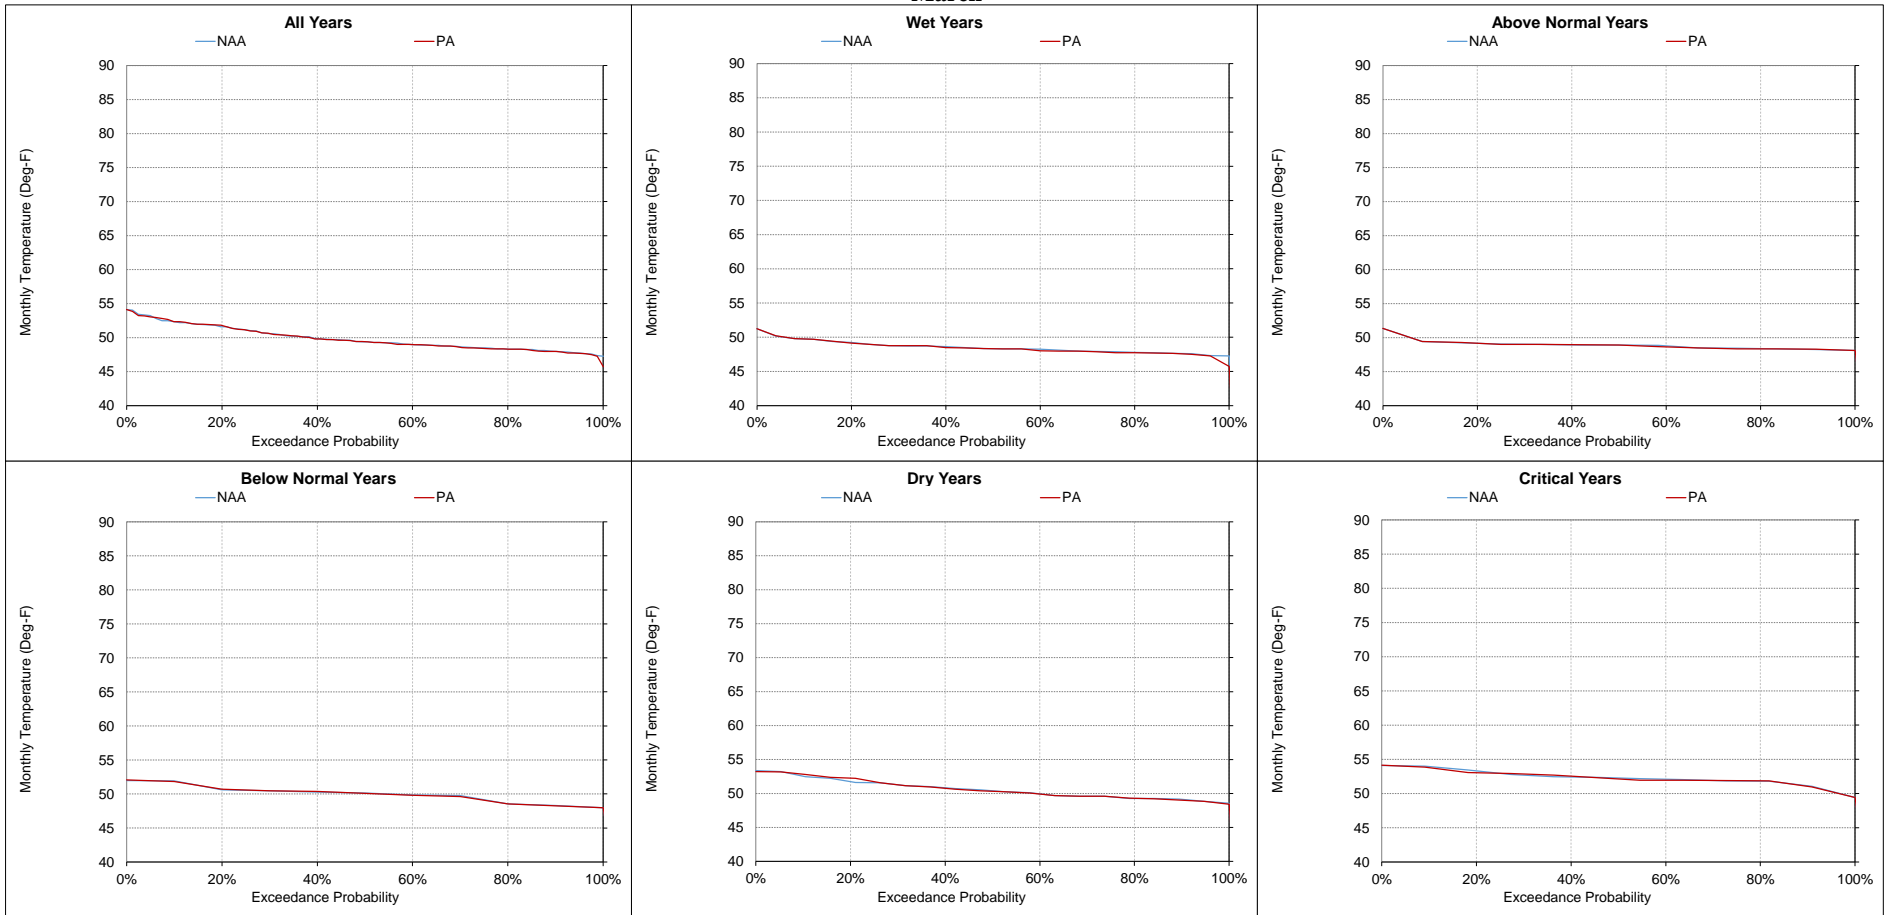 All Years
NAA PA
90
85
80
75
70
65
60
55
50
45
40
0% 20% 40% 60% 80% 100%
Monthly Temperature (Deg-F)
Exceedance Probability
Wet Years
NAA PA
90
85
80
75
70
65
60
55
50
45
40
0% 20% 40% 60% 80% 100%
Monthly Temperature (Deg-F)
Exceedance Probability
Above Normal Years
NAA PA
90
85
80
75
70
65
60
55
50
45
40
0% 20% 40% 60% 80% 100%
Monthly Temperature (Deg-F)
Exceedance Probability
Below Normal Years
NAA PA
90
85
80
75
70
65
60
55
50
45
40
0% 20% 40% 60% 80% 100%
Monthly Temperature (Deg-F)
Exceedance Probability
Dry Years
NAA PA
90
85
80
75
70
65
60
55
50
45
40
0% 20% 40% 60% 80% 100%
Monthly Temperature (Deg-F)
Exceedance Probability
Critical Years
NAA PA
90
85
80
75
70
65
60
55
50
45
40
0% 20% 40% 60% 80% 100%
Monthly Temperature (Deg-F)
Exceedance Probability